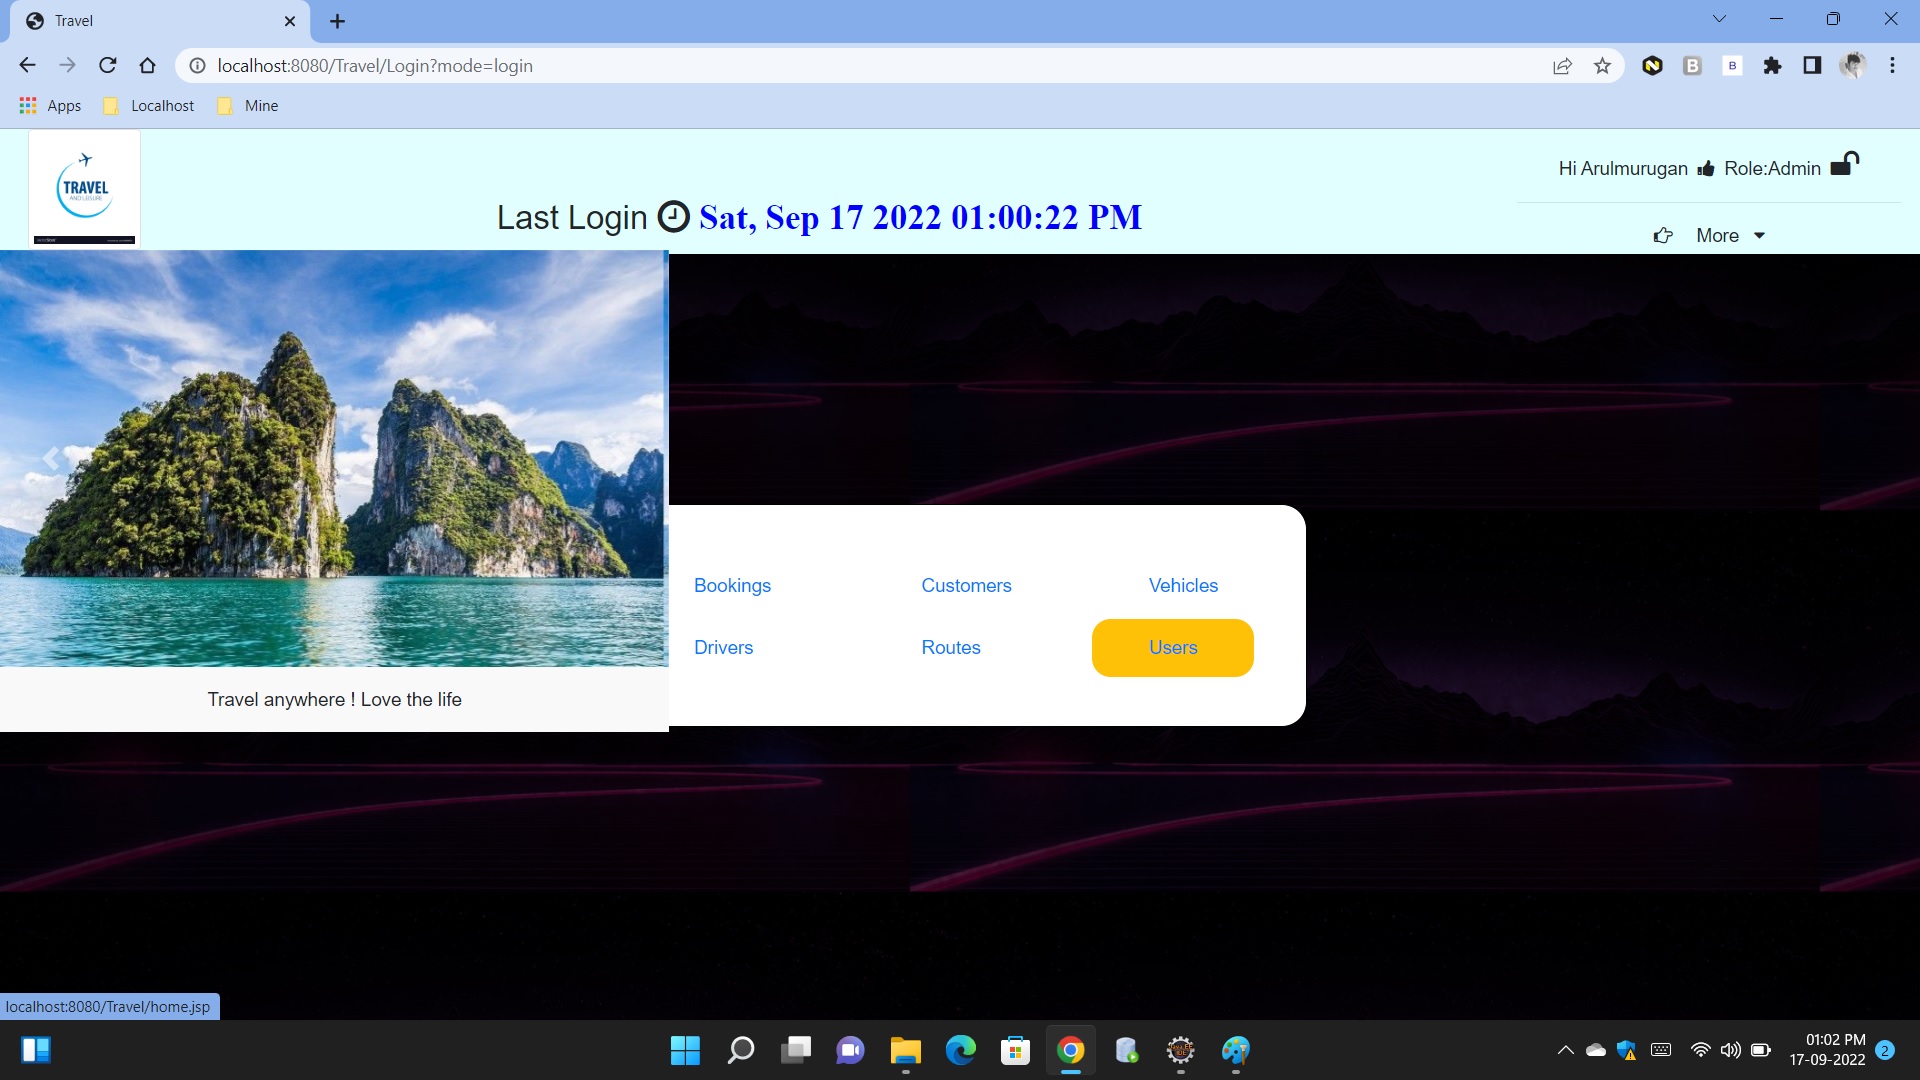 Travel
localhost:8080/Travel/Login?mode=login
B
B
Apps
Localhost
Mine
TRAVEL
AND LEISURE
Hi Arulmurugan Role:Admin
Last Login Sat, Sep 17 2022 01:00:22 PM
More
Bookings Customers Vehicles
Drivers Routes Users
Travel anywhere ! Love the life
localhost:8080/Travel/home.jsp
01:02 PM
17-09-2022
2